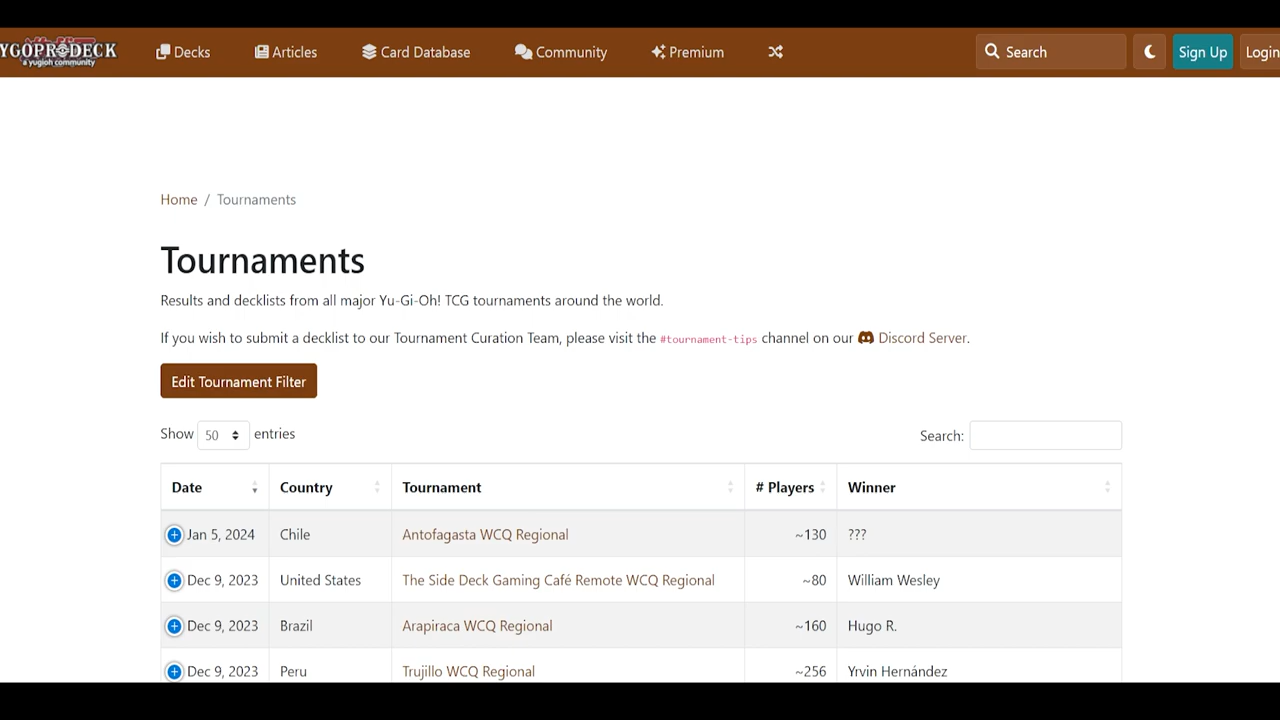 YGOPRODECK
a yugioh community
Decks
Articles
Card Database
Community
Premium
Search
Sign Up
Login
Home / Tournaments
Tournaments
Results and decklists from all major Yu-Gi-Oh! TCG tournaments around the world.
If you wish to submit a decklist to our Tournament Curation Team, please visit the #tournament-tips channel on our Discord Server.
Edit Tournament Filter
Show 50 entries
Search:
Date Country Tournament # Players Winner
Jan 5, 2024 Chile Antofagasta WCQ Regional ~130 ???
Dec 9, 2023 United States The Side Deck Gaming Café Remote WCQ Regional ~80 William Wesley
Dec 9, 2023 Brazil Arapiraca WCQ Regional ~160 Hugo R.
Dec 9, 2023 Peru Trujillo WCQ Regional ~256 Yrvin Hernández